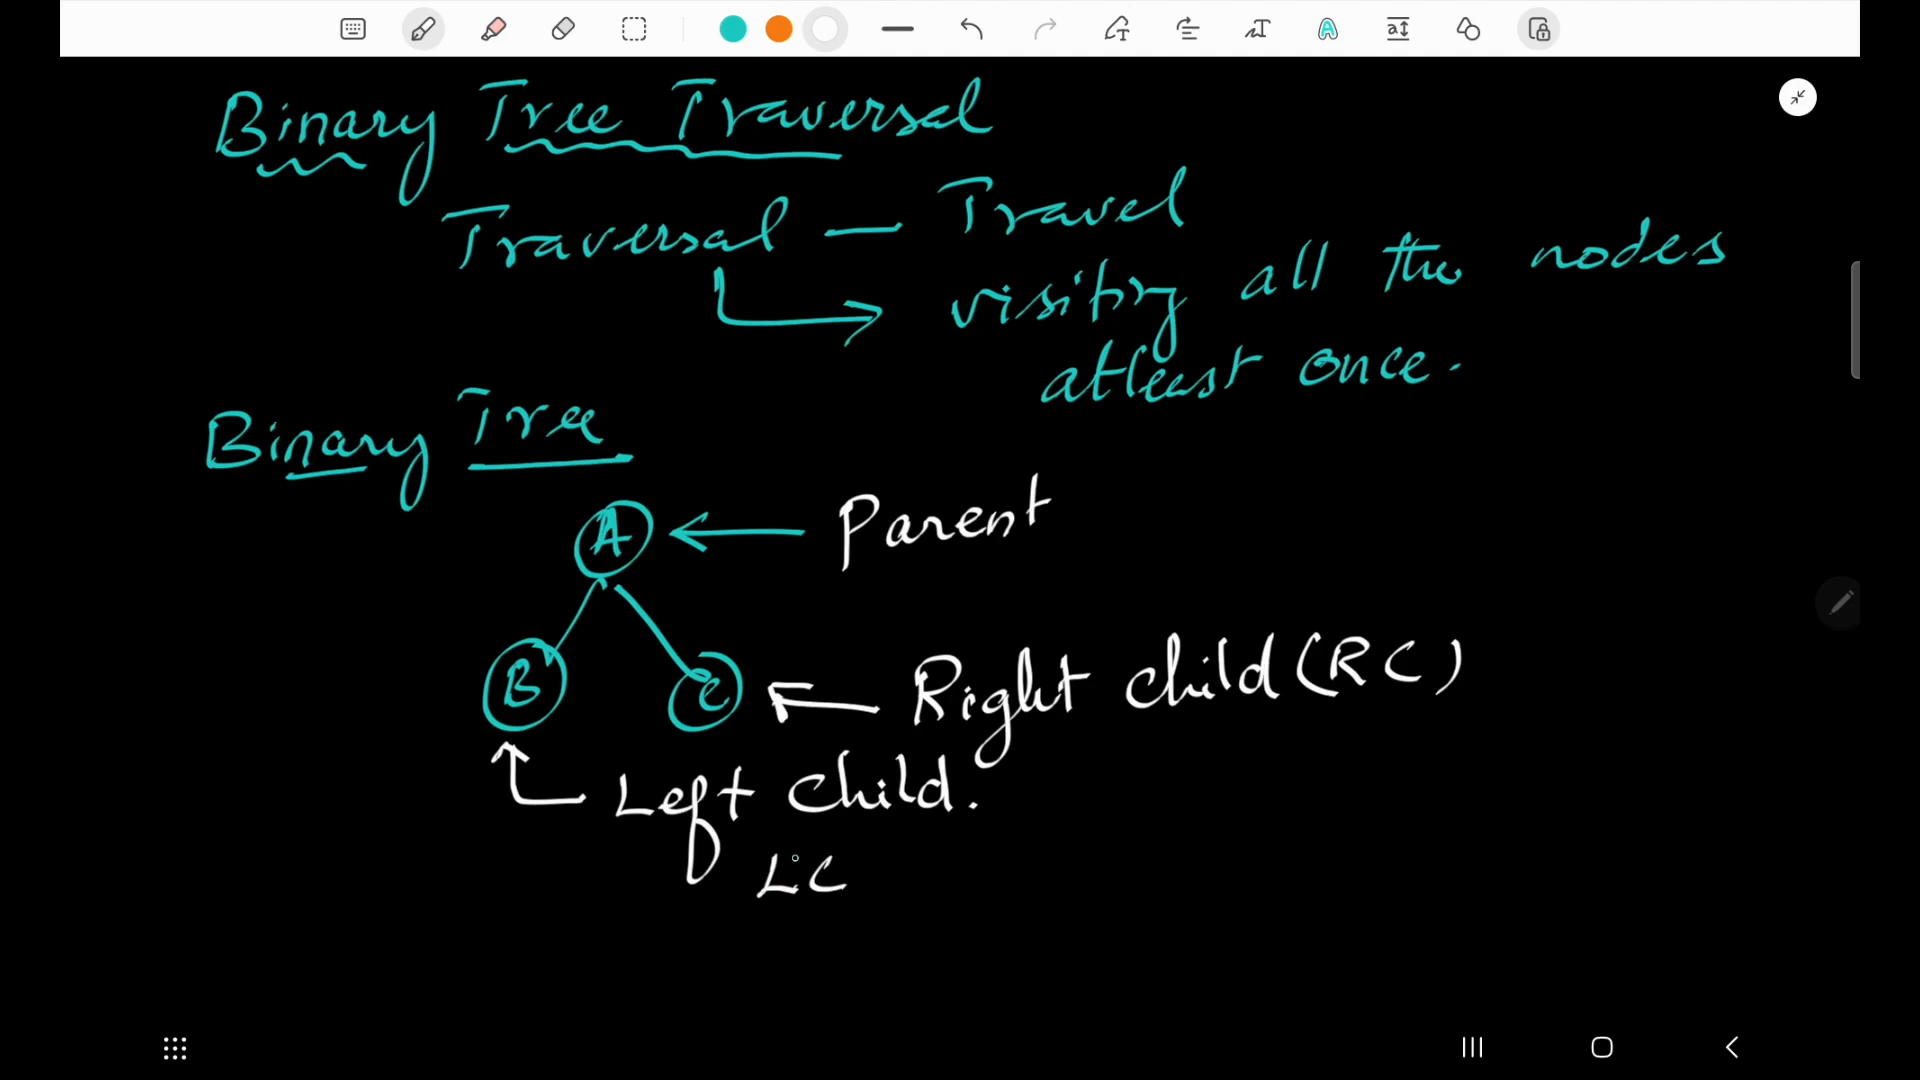 Binary Tree Traversal
Traversal — Travel
visiting all the nodes
atleast once.
Binary Tree
A ← Parent
B C ← Right child (RC)
Left child.
LC